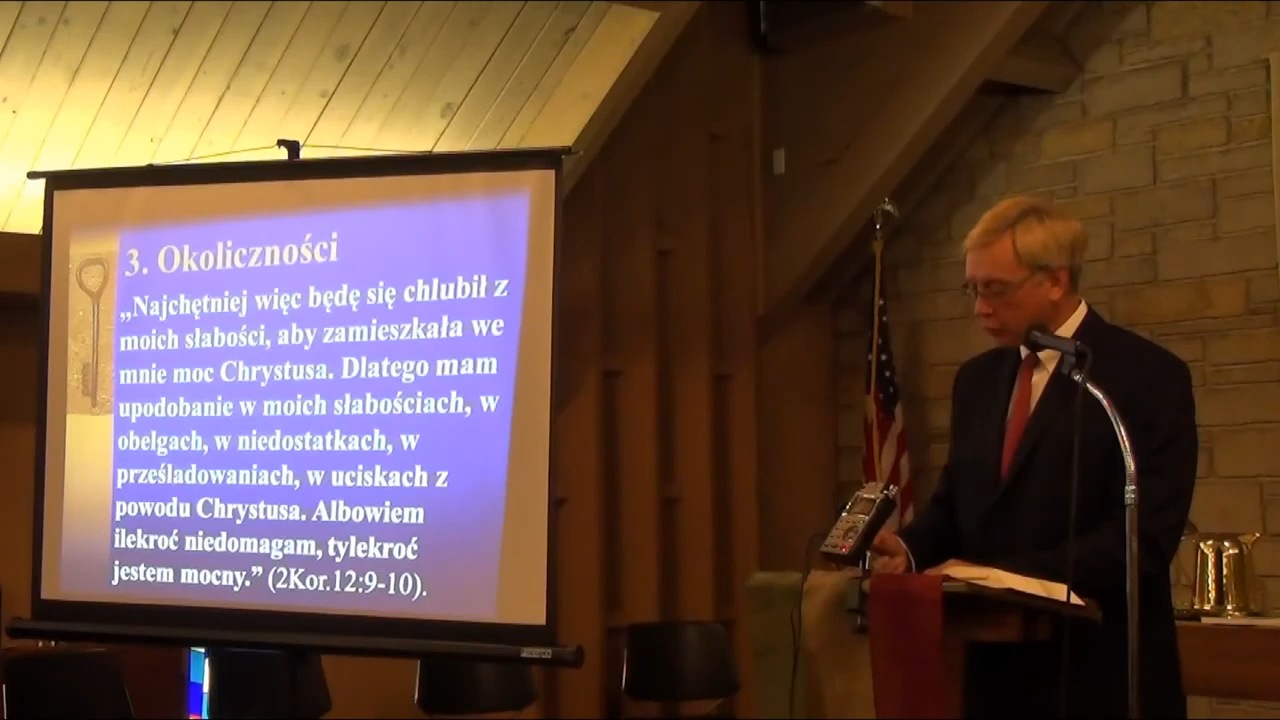 3. Okoliczności
„Najchętniej więc będę się chlubił z
moich słabości, aby zamieszkała we
mnie moc Chrystusa. Dlatego mam
upodobanie w moich słabościach, w
obelgach, w niedostatkach, w
prześladowaniach, w uciskach z
powodu Chrystusa. Albowiem
ilekroć niedomagam, tylekroć
jestem mocny.” (2Kor.12:9-10).